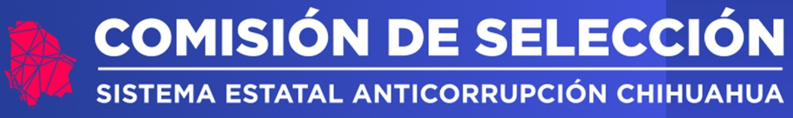 COMISIÓN DE SELECCIÓN
SISTEMA ESTATAL ANTICORRUPCIÓN CHIHUAHUA